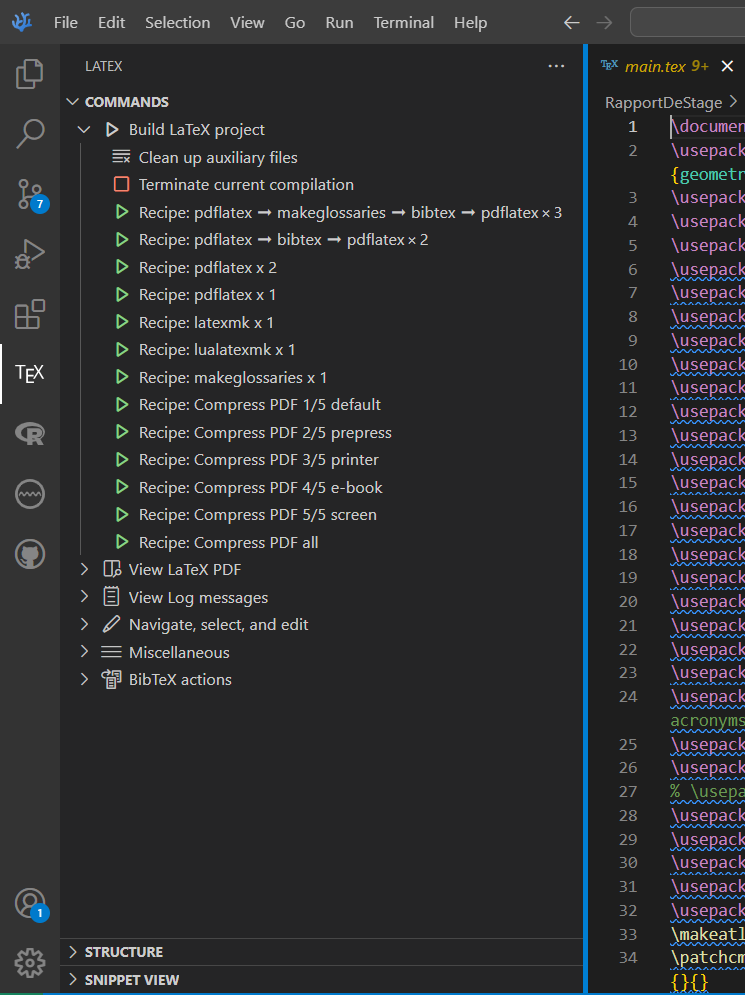 File Edit Selection View Go Run Terminal Help
LATEX
TEX main.tex 9+
COMMANDS
RapportDeStage
Build LaTeX project
Clean up auxiliary files
Terminate current compilation
Recipe: pdflatex ➞ makeglossaries ➞ bibtex ➞ pdflatex × 3
Recipe: pdflatex ➞ bibtex ➞ pdflatex × 2
Recipe: pdflatex x 2
Recipe: pdflatex x 1
Recipe: latexmk x 1
Recipe: lualatexmk x 1
Recipe: makeglossaries x 1
Recipe: Compress PDF 1/5 default
Recipe: Compress PDF 2/5 prepress
Recipe: Compress PDF 3/5 printer
Recipe: Compress PDF 4/5 e-book
Recipe: Compress PDF 5/5 screen
Recipe: Compress PDF all
View LaTeX PDF
View Log messages
Navigate, select, and edit
Miscellaneous
BibTeX actions
STRUCTURE
SNIPPET VIEW
7
TEX
R
1
1 \documen
2 \usepack
{geometr
3 \usepack
4 \usepack
5 \usepack
6 \usepack
7 \usepack
8 \usepack
9 \usepack
10 \usepack
11 \usepack
12 \usepack
13 \usepack
14 \usepack
15 \usepack
16 \usepack
17 \usepack
18 \usepack
19 \usepack
20 \usepack
21 \usepack
22 \usepack
23 \usepack
24 \usepack
acronyms
25 \usepack
26 \usepack
27 % \usepa
28 \usepack
29 \usepack
30 \usepack
31 \usepack
32 \usepack
33 \makeatl
34 \patchcm
{}{}